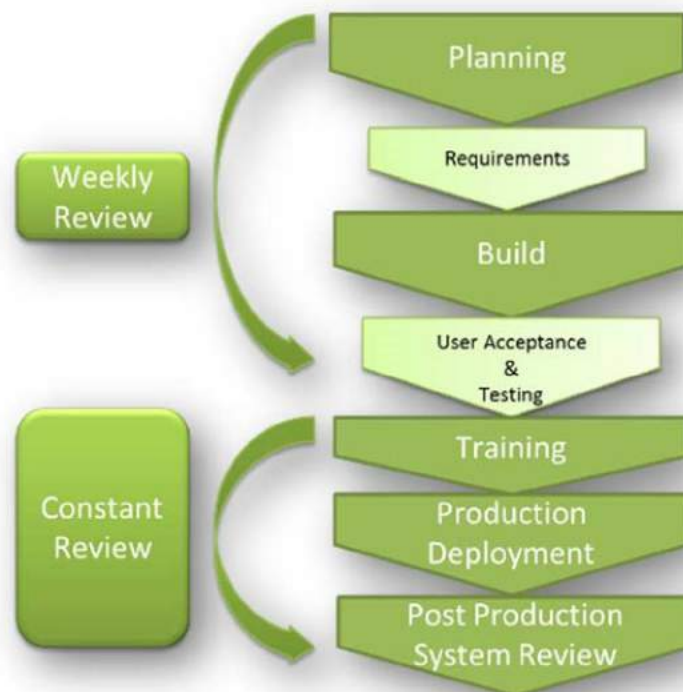 Planning
Requirements
Weekly
Review
Build
User Acceptance
&
Testing
Training
Constant
Review
Production
Deployment
Post Production
System Review